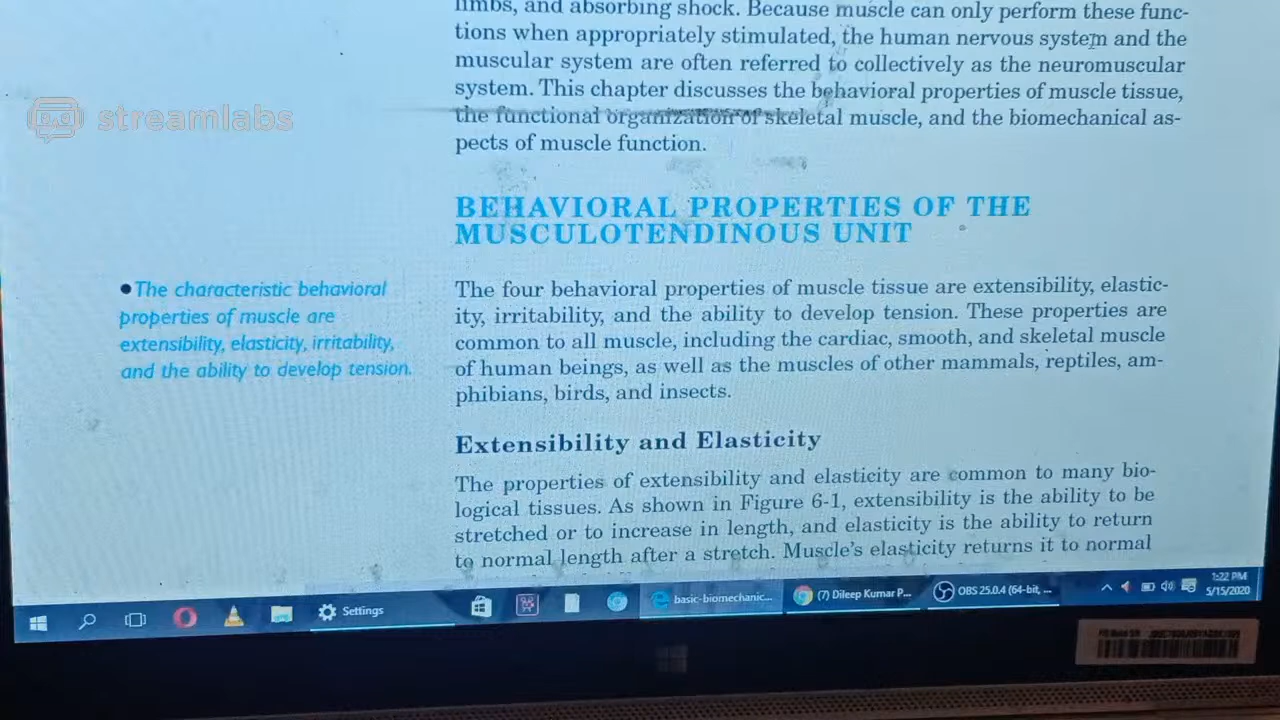 limbs, and absorbing shock. Because muscle can only perform these func-
tions when appropriately stimulated, the human nervous system and the
muscular system are often referred to collectively as the neuromuscular
system. This chapter discusses the behavioral properties of muscle tissue,
the functional organization of skeletal muscle, and the biomechanical as-
pects of muscle function.
streamlabs
BEHAVIORAL PROPERTIES OF THE
MUSCULOTENDINOUS UNIT
●The characteristic behavioral
properties of muscle are
extensibility, elasticity, irritability,
and the ability to develop tension.
The four behavioral properties of muscle tissue are extensibility, elastic-
ity, irritability, and the ability to develop tension. These properties are
common to all muscle, including the cardiac, smooth, and skeletal muscle
of human beings, as well as the muscles of other mammals, reptiles, am-
phibians, birds, and insects.
Extensibility and Elasticity
The properties of extensibility and elasticity are common to many bio-
logical tissues. As shown in Figure 6-1, extensibility is the ability to be
stretched or to increase in length, and elasticity is the ability to return
to normal length after a stretch. Muscle's elasticity returns it to normal
Settings
basic-biomechanic...
(7) Dileep Kumar P...
OBS 25.0.4 (64-bit, ...
1:22 PM
5/15/2020